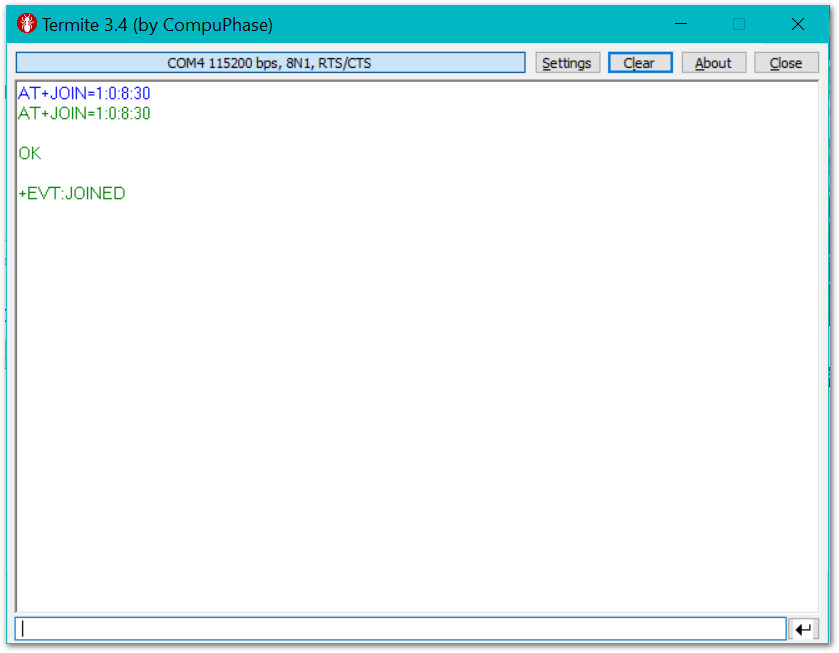 Termite 3.4 (by CompuPhase)
COM4 115200 bps, 8N1, RTS/CTS
Settings
Clear
About
Close
AT+JOIN=1:0:8:30
AT+JOIN=1:0:8:30
OK
+EVT:JOINED